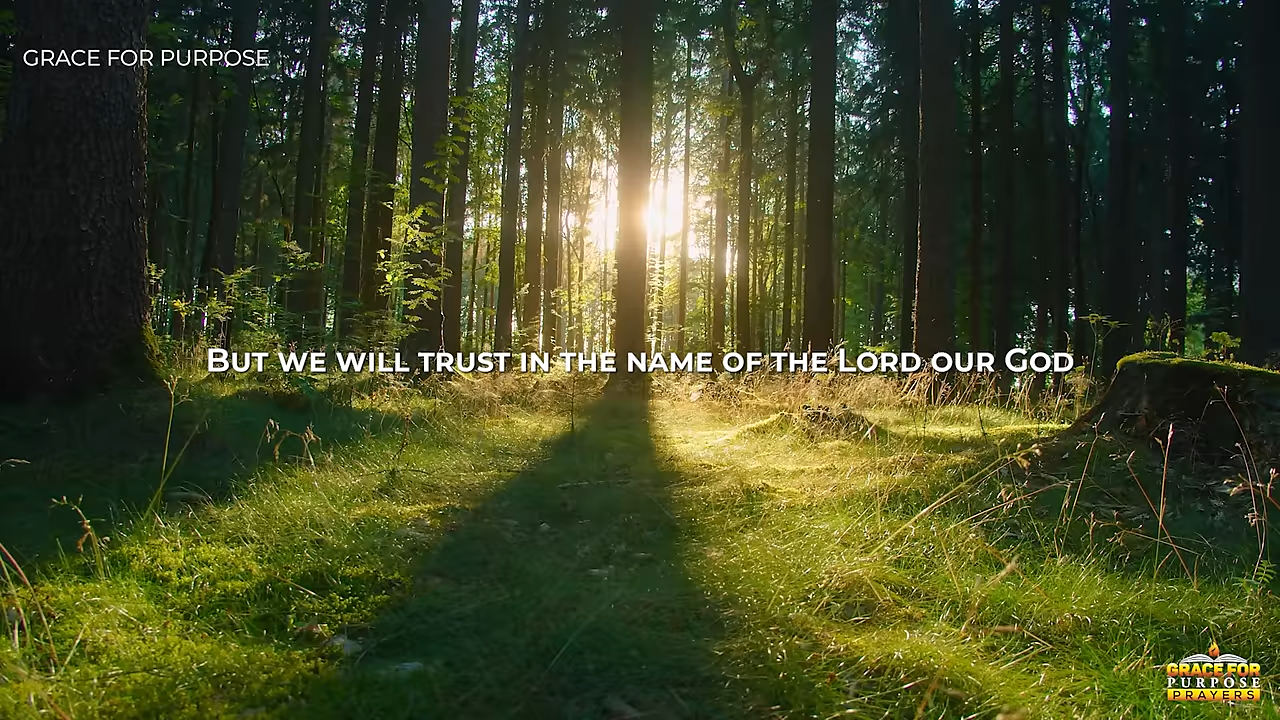 GRACE FOR PURPOSE
But we will trust in the name of the Lord our God
GRACE FOR
PURPOSE
PRAYERS